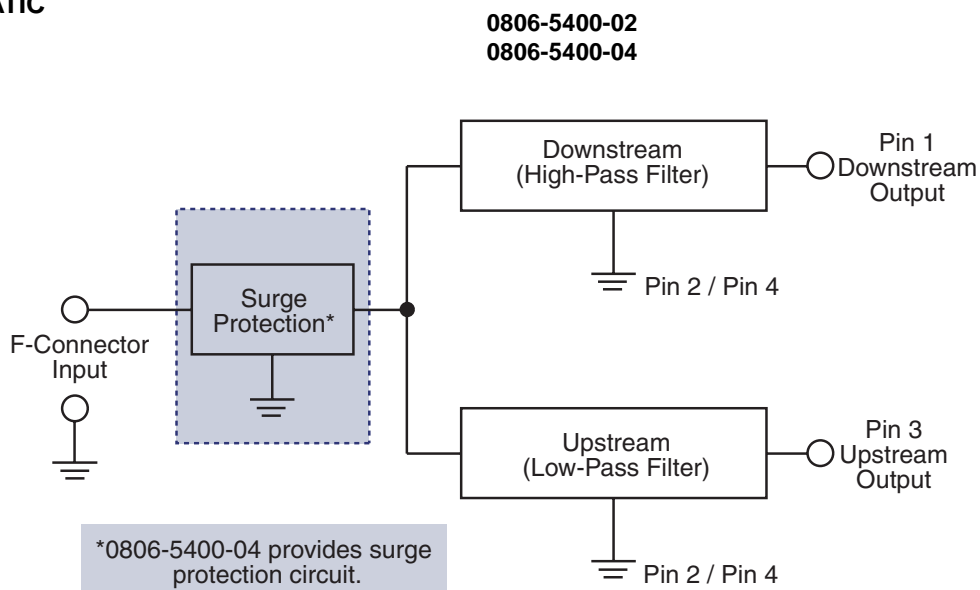 0806-5400-02
0806-5400-04
Downstream
(High-Pass Filter)
Pin 1
Downstream
Output
Pin 2 / Pin 4
Surge
Protection*
F-Connector
Input
Upstream
(Low-Pass Filter)
Pin 3
Upstream
Output
*0806-5400-04 provides surge
protection circuit.
Pin 2 / Pin 4